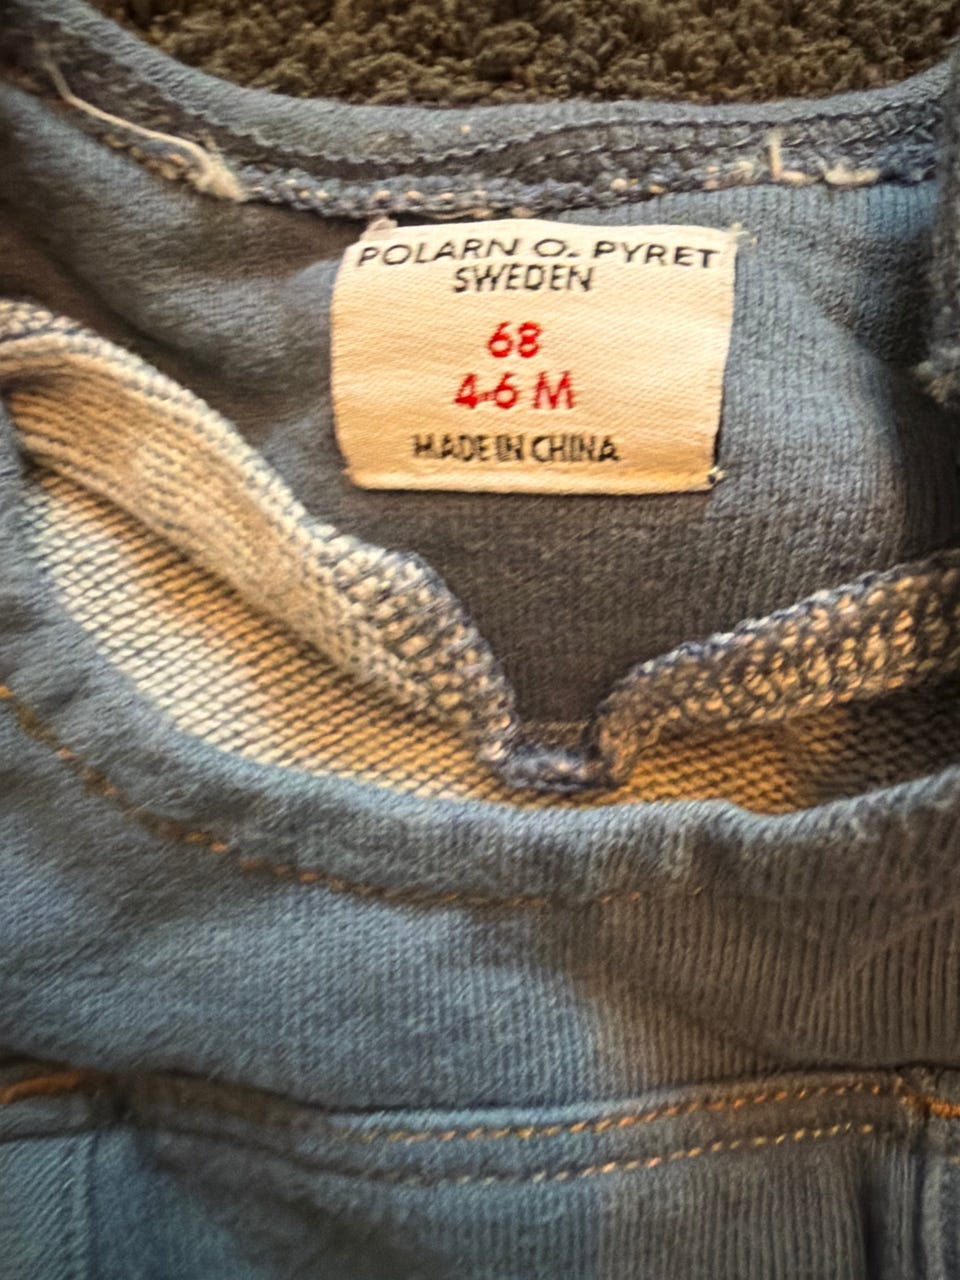 POLARN O. PYRET
SWEDEN
68
4-6 M
MADE IN CHINA